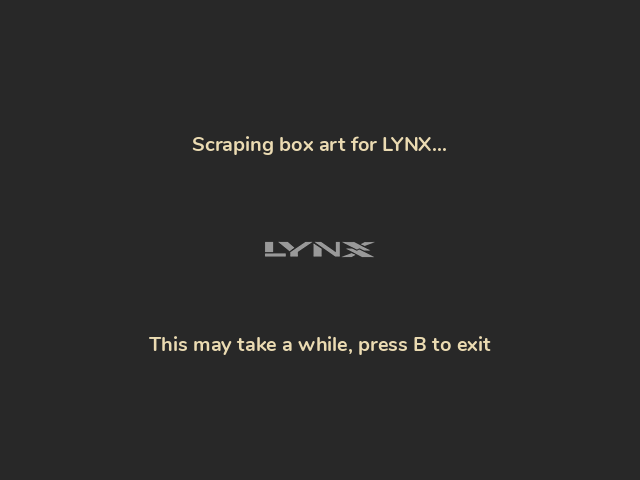 Scraping box art for LYNX...
LYNX
This may take a while, press B to exit